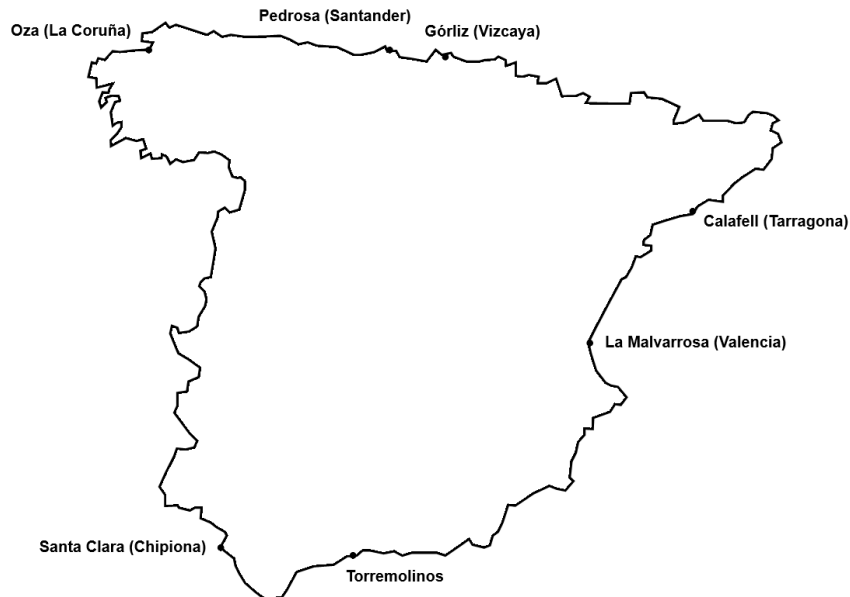 Pedrosa (Santander)
Oza (La Coruña)
Górliz (Vizcaya)
Calafell (Tarragona)
La Malvarrosa (Valencia)
Santa Clara (Chipiona)
Torremolinos